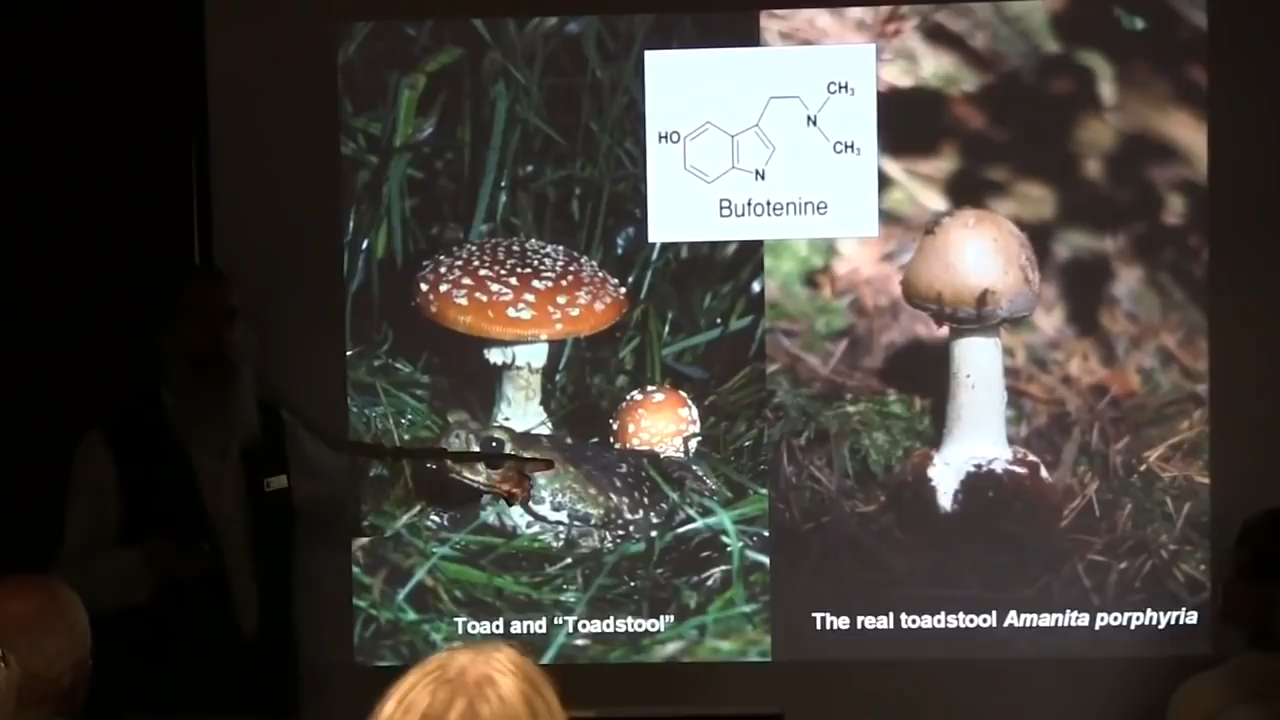 HO
CH3
N
CH3
N
Bufotenine
Toad and “Toadstool”
The real toadstool Amanita porphyria